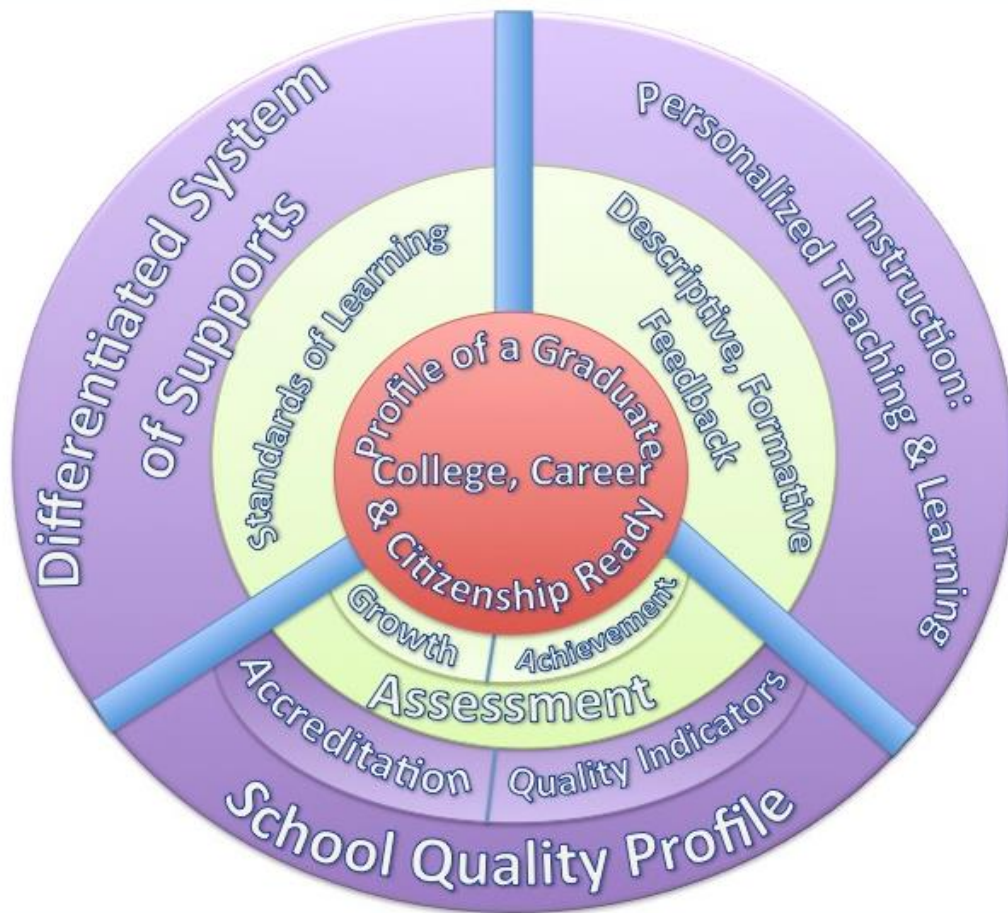 Differentiated System
of Supports
Standards of Learning
Instruction:
Personalized Teaching & Learning
Descriptive, Formative
Feedback
Profile of a Graduate
College, Career
& Citizenship Ready
Growth
Achievement
Assessment
Accreditation
Quality Indicators
School Quality Profile